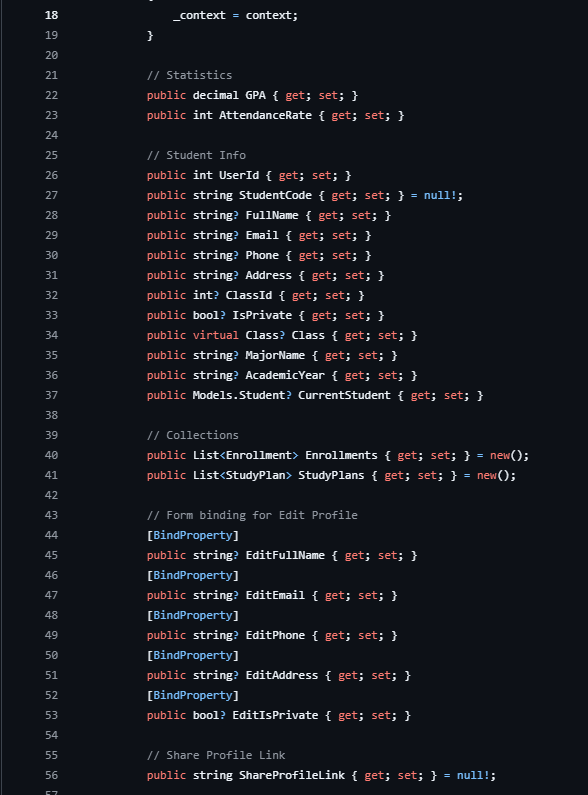 18 _context = context;
19 }
20
21 // Statistics
22 public decimal GPA { get; set; }
23 public int AttendanceRate { get; set; }
24
25 // Student Info
26 public int UserId { get; set; }
27 public string StudentCode { get; set; } = null!;
28 public string? FullName { get; set; }
29 public string? Email { get; set; }
30 public string? Phone { get; set; }
31 public string? Address { get; set; }
32 public int? ClassId { get; set; }
33 public bool? IsPrivate { get; set; }
34 public virtual Class? Class { get; set; }
35 public string? MajorName { get; set; }
36 public string? AcademicYear { get; set; }
37 public Models.Student? CurrentStudent { get; set; }
38
39 // Collections
40 public List<Enrollment> Enrollments { get; set; } = new();
41 public List<StudyPlan> StudyPlans { get; set; } = new();
42
43 // Form binding for Edit Profile
44 [BindProperty]
45 public string? EditFullName { get; set; }
46 [BindProperty]
47 public string? EditEmail { get; set; }
48 [BindProperty]
49 public string? EditPhone { get; set; }
50 [BindProperty]
51 public string? EditAddress { get; set; }
52 [BindProperty]
53 public bool? EditIsPrivate { get; set; }
54
55 // Share Profile Link
56 public string ShareProfileLink { get; set; } = null!;
57